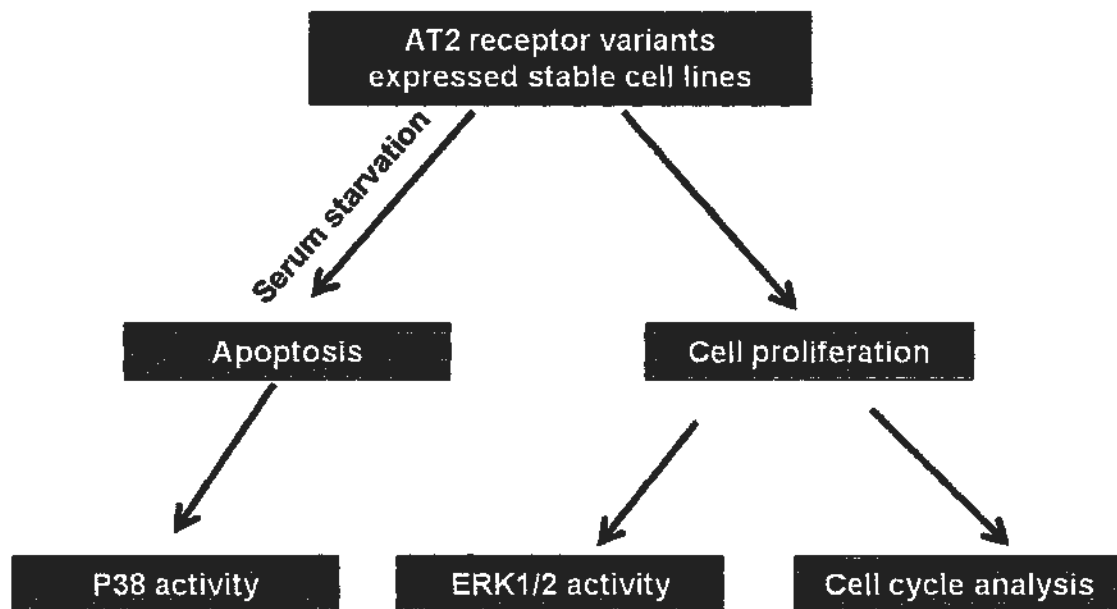 AT2 receptor variants
expressed stable cell lines
Serum starvation
Apoptosis
Cell proliferation
P38 activity
ERK1/2 activity
Cell cycle analysis